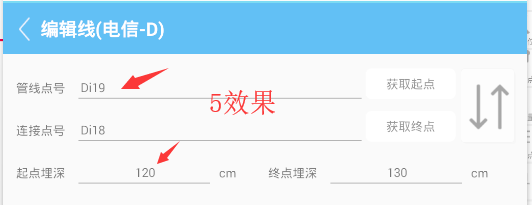 编辑线(电信-D)
管线点号 Di19 获取起点
5效果
连接点号 Di18 获取终点
起点埋深 120 cm 终点埋深 130 cm